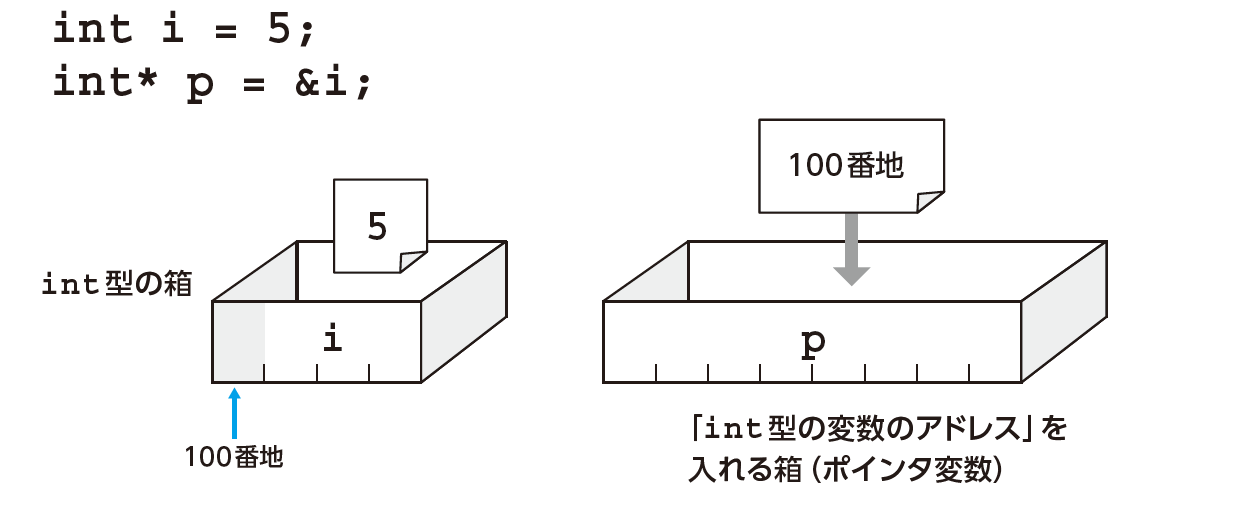 int i = 5;
int* p = &i;
100番地
5
int型の箱
i
p
100番地
「int型の変数のアドレス」を
入れる箱(ポインタ変数)